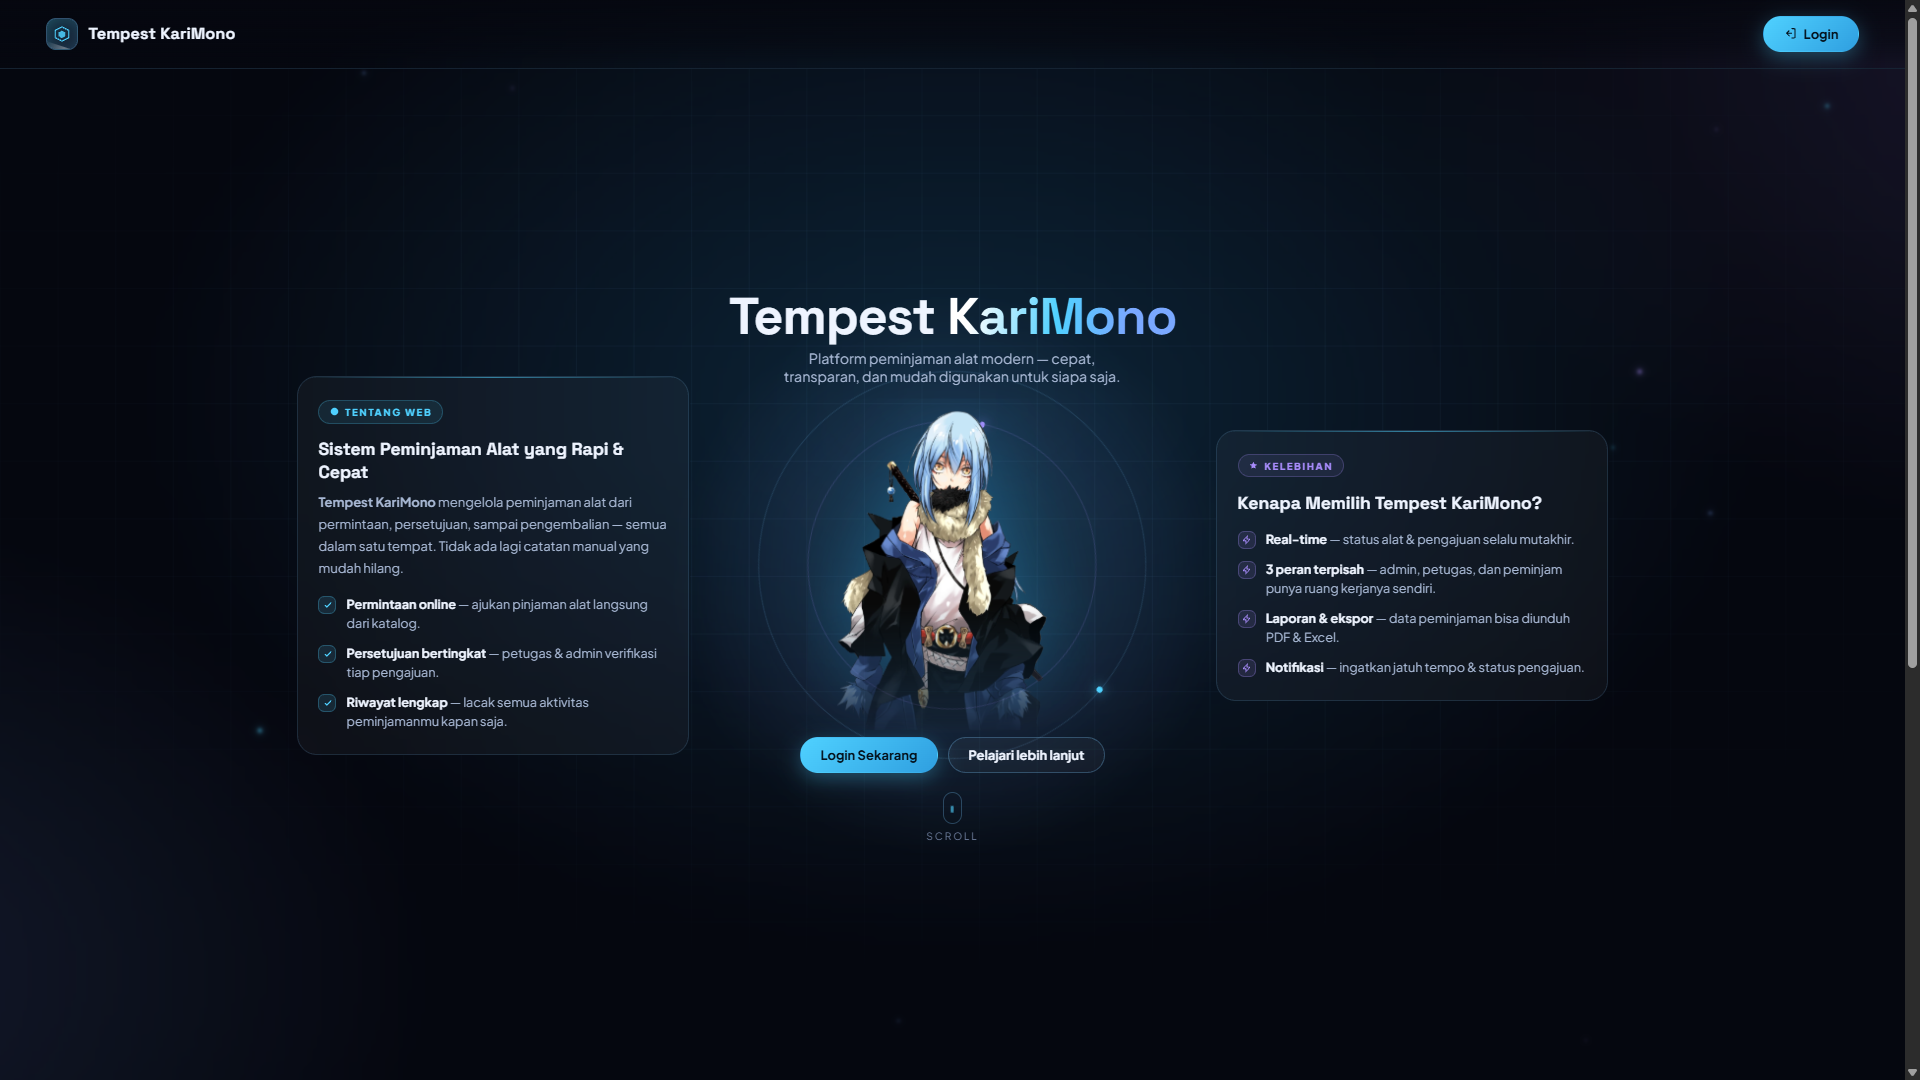 Tempest KariMono
Login
Tempest KariMono
Platform peminjaman alat modern — cepat,
transparan, dan mudah digunakan untuk siapa saja.
TENTANG WEB
Sistem Peminjaman Alat yang Rapi &
Cepat
Tempest KariMono mengelola peminjaman alat dari
permintaan, persetujuan, sampai pengembalian — semua
dalam satu tempat. Tidak ada lagi catatan manual yang
mudah hilang.
Permintaan online — ajukan pinjaman alat langsung
dari katalog.
Persetujuan bertingkat — petugas & admin verifikasi
tiap pengajuan.
Riwayat lengkap — lacak semua aktivitas
peminjamanmu kapan saja.
KELEBIHAN
Kenapa Memilih Tempest KariMono?
Real-time — status alat & pengajuan selalu mutakhir.
3 peran terpisah — admin, petugas, dan peminjam
punya ruang kerjanya sendiri.
Laporan & ekspor — data peminjaman bisa diunduh
PDF & Excel.
Notifikasi — ingatkan jatuh tempo & status pengajuan.
Login Sekarang
Pelajari lebih lanjut
SCROLL